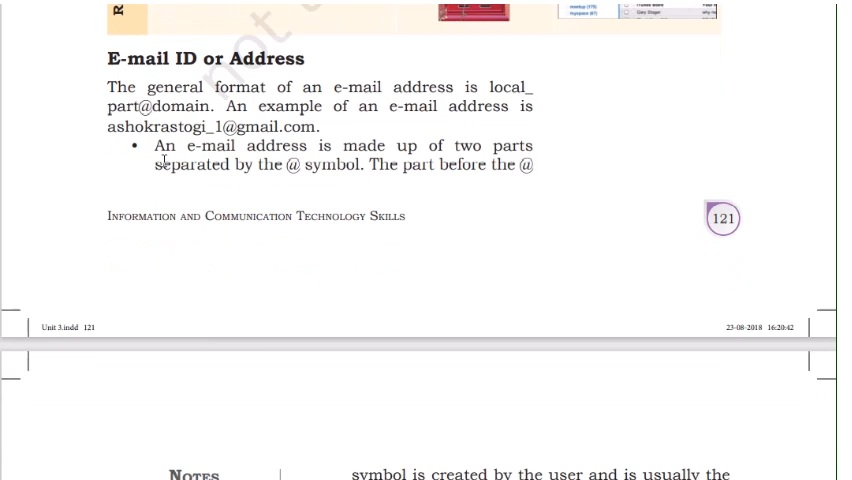 R
not
E-mail ID or Address
The general format of an e-mail address is local_
part@domain. An example of an e-mail address is
ashokrastogi_1@gmail.com.
• An e-mail address is made up of two parts
separated by the @ symbol. The part before the @
INFORMATION AND COMMUNICATION TECHNOLOGY SKILLS
121
Unit 3.indd 121
23-08-2018 16:20:42
NOTES
symbol is created by the user and is usually the